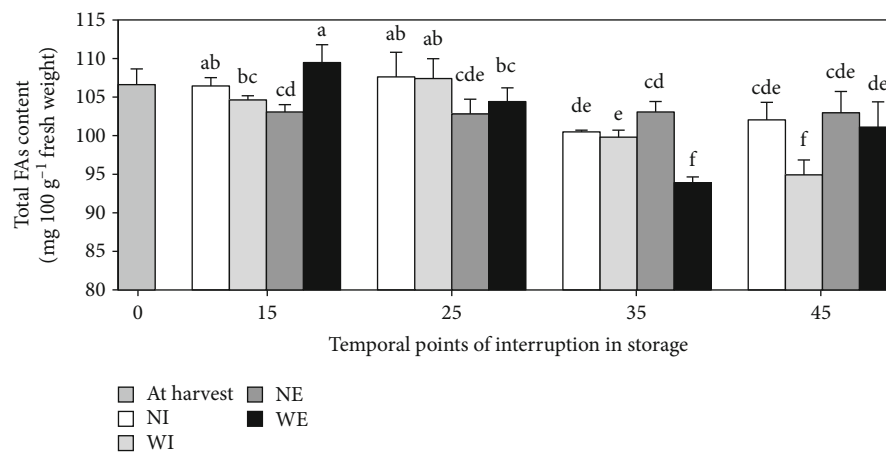 Total FAs content
(mg 100 g⁻¹ fresh weight)
115
110
105
100
95
90
85
80
ab
bc
cd
a
ab
ab
cde
bc
de
e
cd
f
cde
f
cde
de
0
15
25
35
45
Temporal points of interruption in storage
At harvest
NI
WI
NE
WE